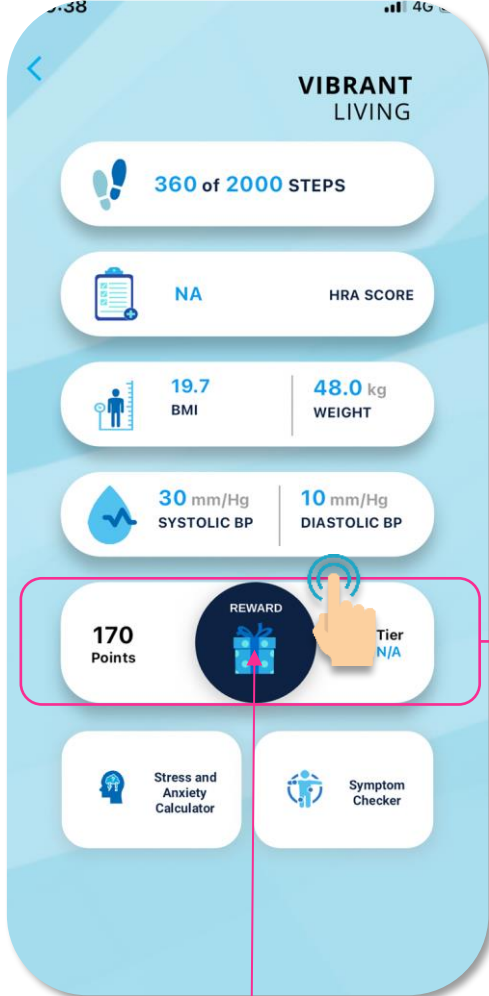 4G
VIBRANT
LIVING
360 of 2000 STEPS
NA HRA SCORE
19.7 48.0 kg
BMI WEIGHT
30 mm/Hg 10 mm/Hg
SYSTOLIC BP DIASTOLIC BP
REWARD
170 Tier
Points N/A
Stress and
Anxiety
Calculator
Symptom
Checker